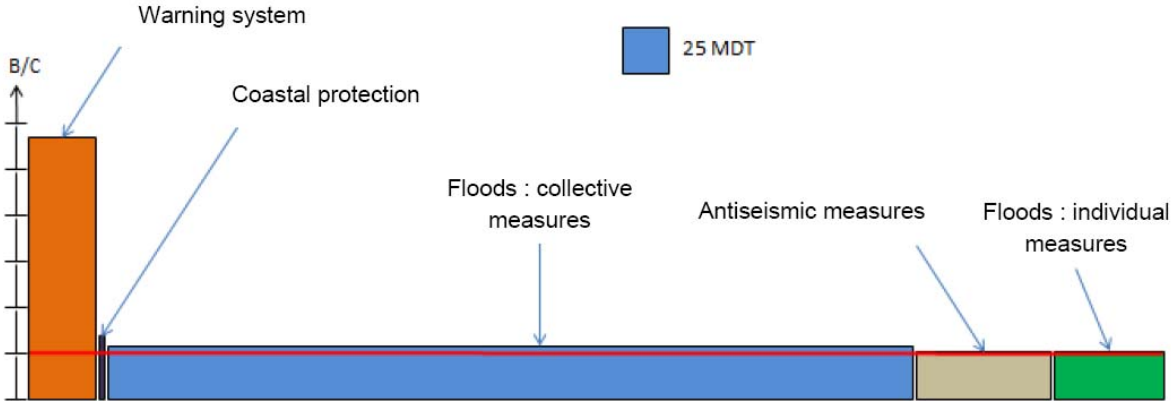 Warning system
25 MDT
B/C
Coastal protection
Floods : collective
measures
Antiseismic measures
Floods : individual
measures